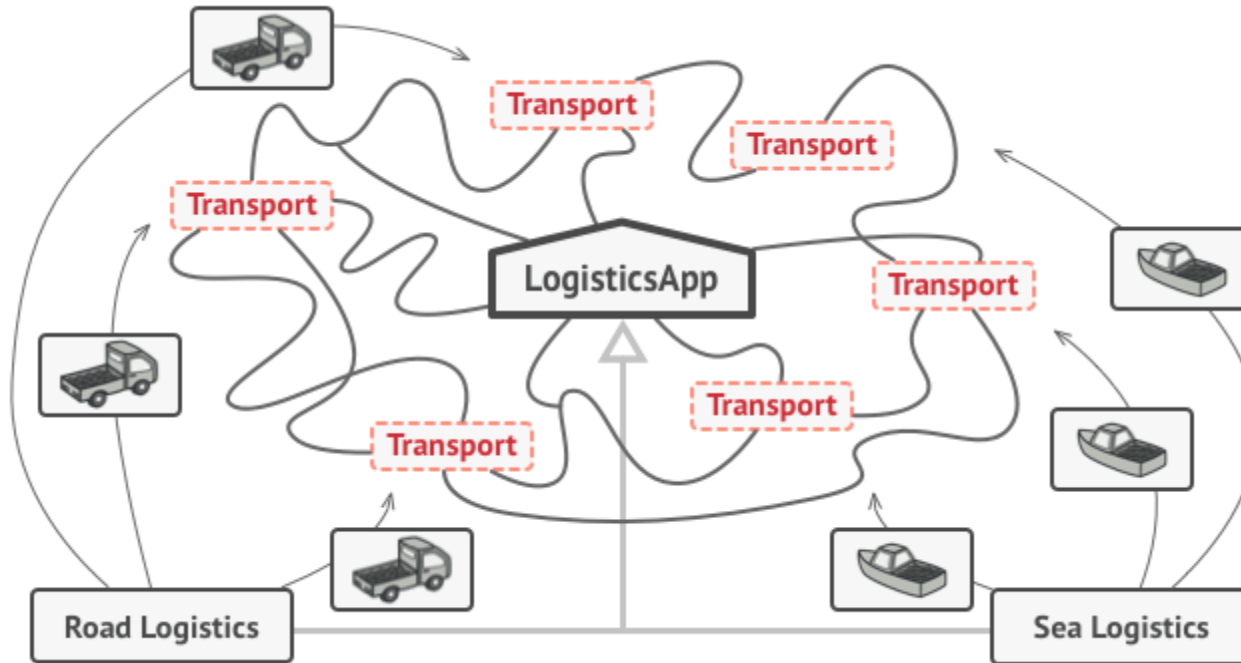 Transport
Transport
Transport
LogisticsApp
Transport
Transport
Transport
Road Logistics
Sea Logistics